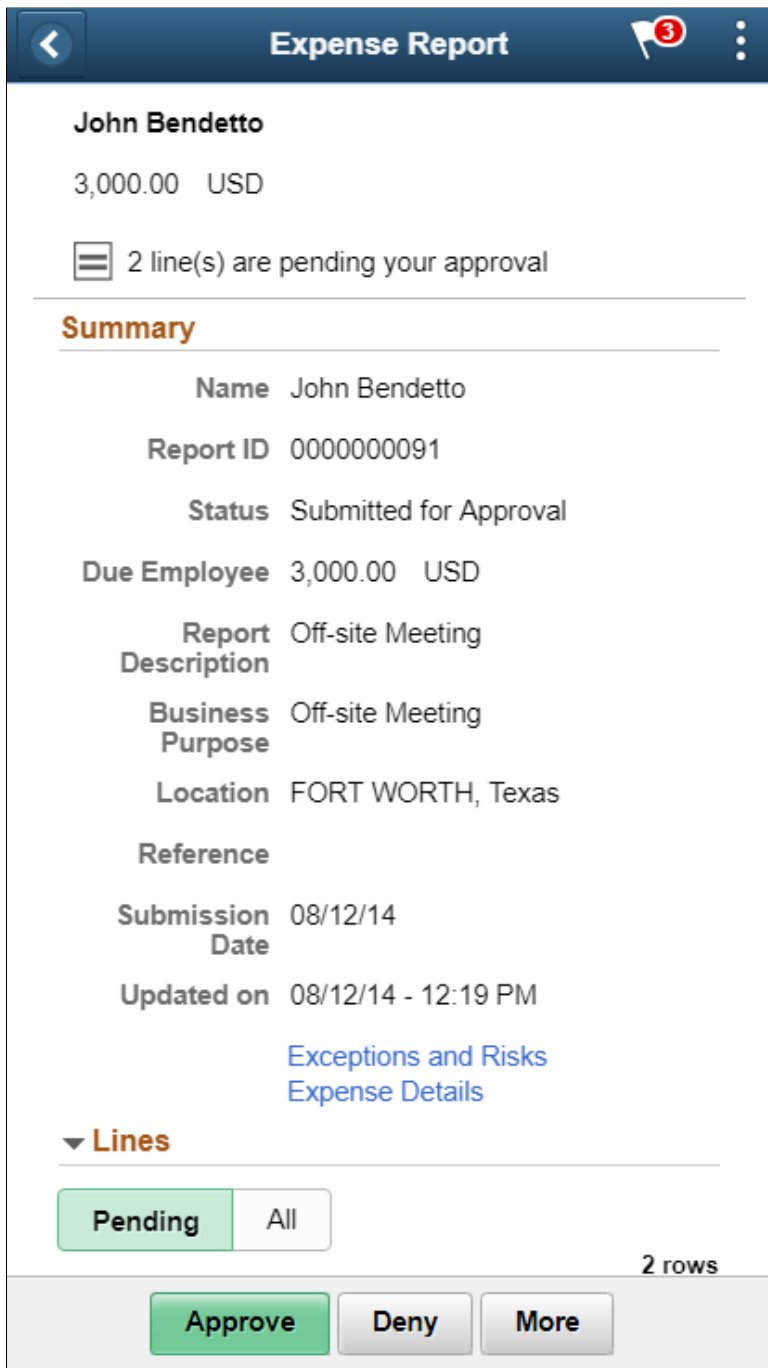 Expense Report
3
John Bendetto
3,000.00 USD
2 line(s) are pending your approval
Summary
Name John Bendetto
Report ID 0000000091
Status Submitted for Approval
Due Employee 3,000.00 USD
Report Off-site Meeting
Description
Business Off-site Meeting
Purpose
Location FORT WORTH, Texas
Reference
Submission 08/12/14
Date
Updated on 08/12/14 - 12:19 PM
Exceptions and Risks
Expense Details
Lines
Pending All
2 rows
Approve Deny More